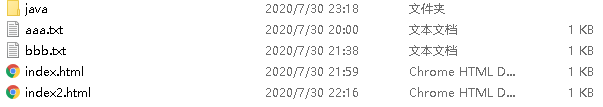 java 2020/7/30 23:18 文件夹
aaa.txt 2020/7/30 20:00 文本文档 1 KB
bbb.txt 2020/7/30 21:38 文本文档 1 KB
index.html 2020/7/30 21:59 Chrome HTML D... 1 KB
index2.html 2020/7/30 22:16 Chrome HTML D... 1 KB